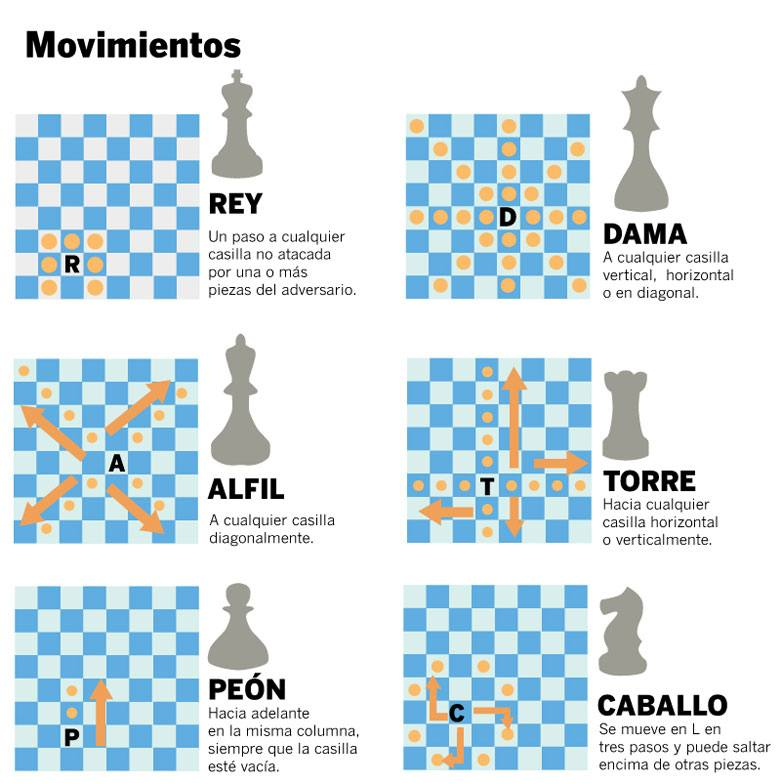 Movimientos
R
REY
Un paso a cualquier
casilla no atacada
por una o más
piezas del adversario.
D
DAMA
A cualquier casilla
vertical, horizontal
o en diagonal.
A
ALFIL
A cualquier casilla
diagonalmente.
T
TORRE
Hacia cualquier
casilla horizontal
o verticalmente.
P
PEÓN
Hacia adelante
en la misma columna,
siempre que la casilla
esté vacía.
C
CABALLO
Se mueve en L en
tres pasos y puede saltar
encima de otras piezas.